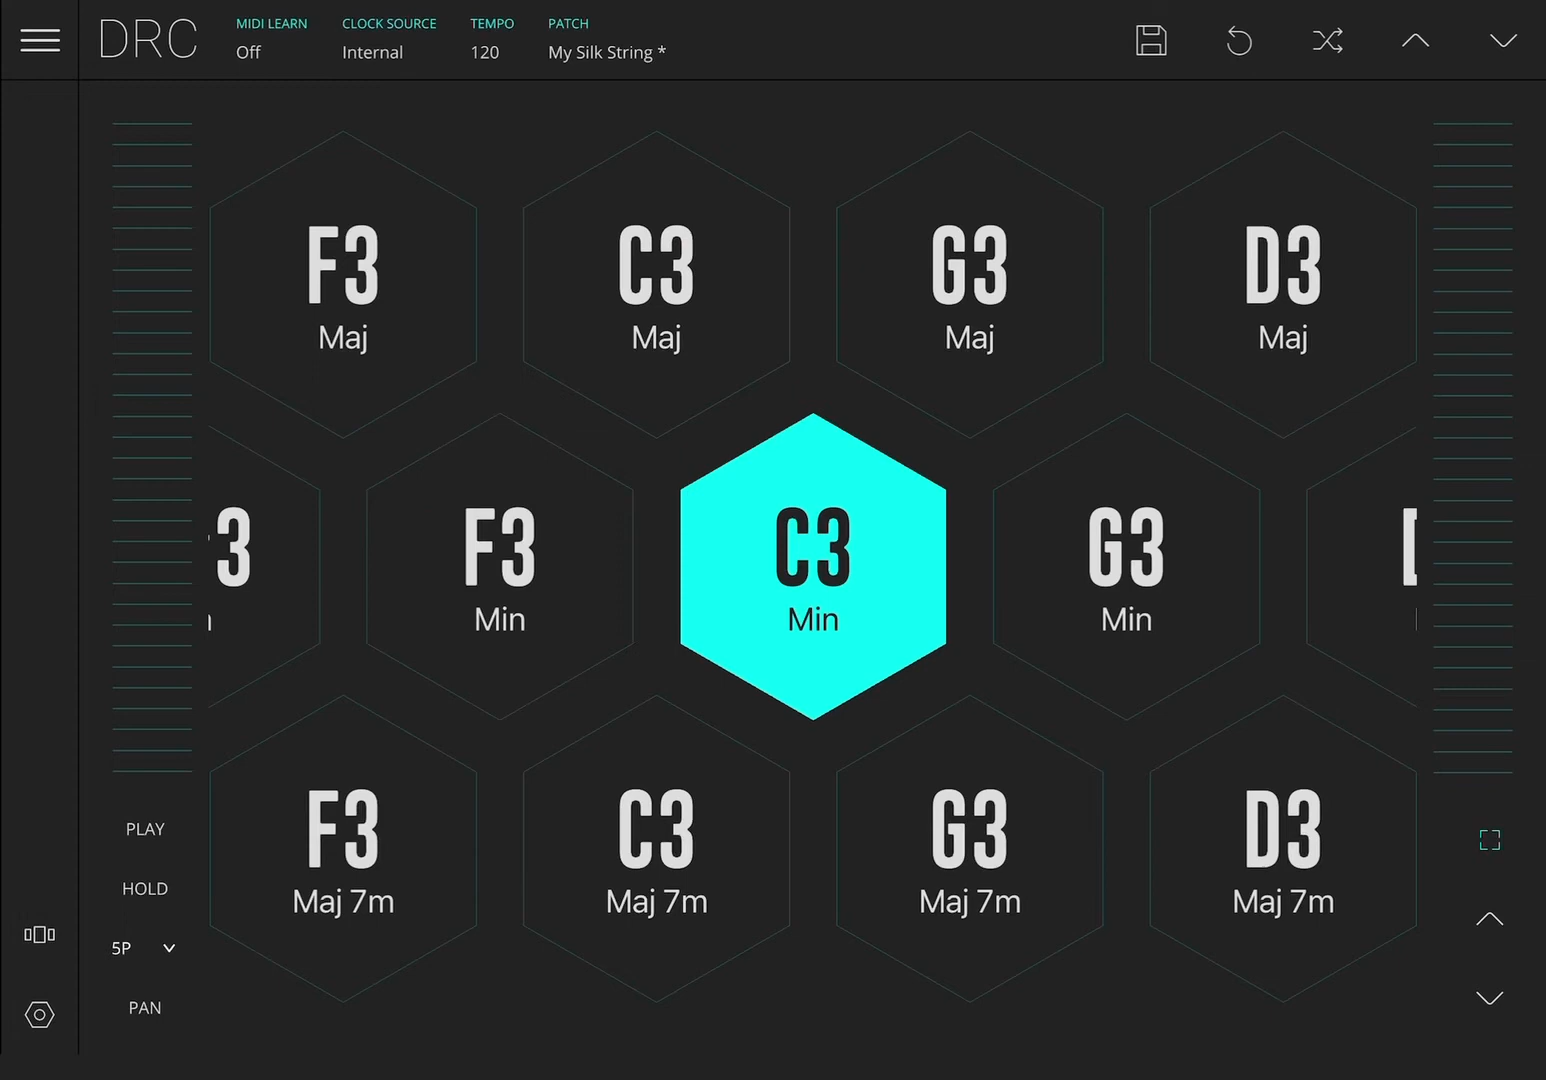 DRC
MIDI LEARN
Off
CLOCK SOURCE
Internal
TEMPO
120
PATCH
My Silk String *
F3
Maj
C3
Maj
G3
Maj
D3
Maj
F3
Min
C3
Min
G3
Min
F3
Maj 7m
C3
Maj 7m
G3
Maj 7m
D3
Maj 7m
PLAY
HOLD
5P
PAN